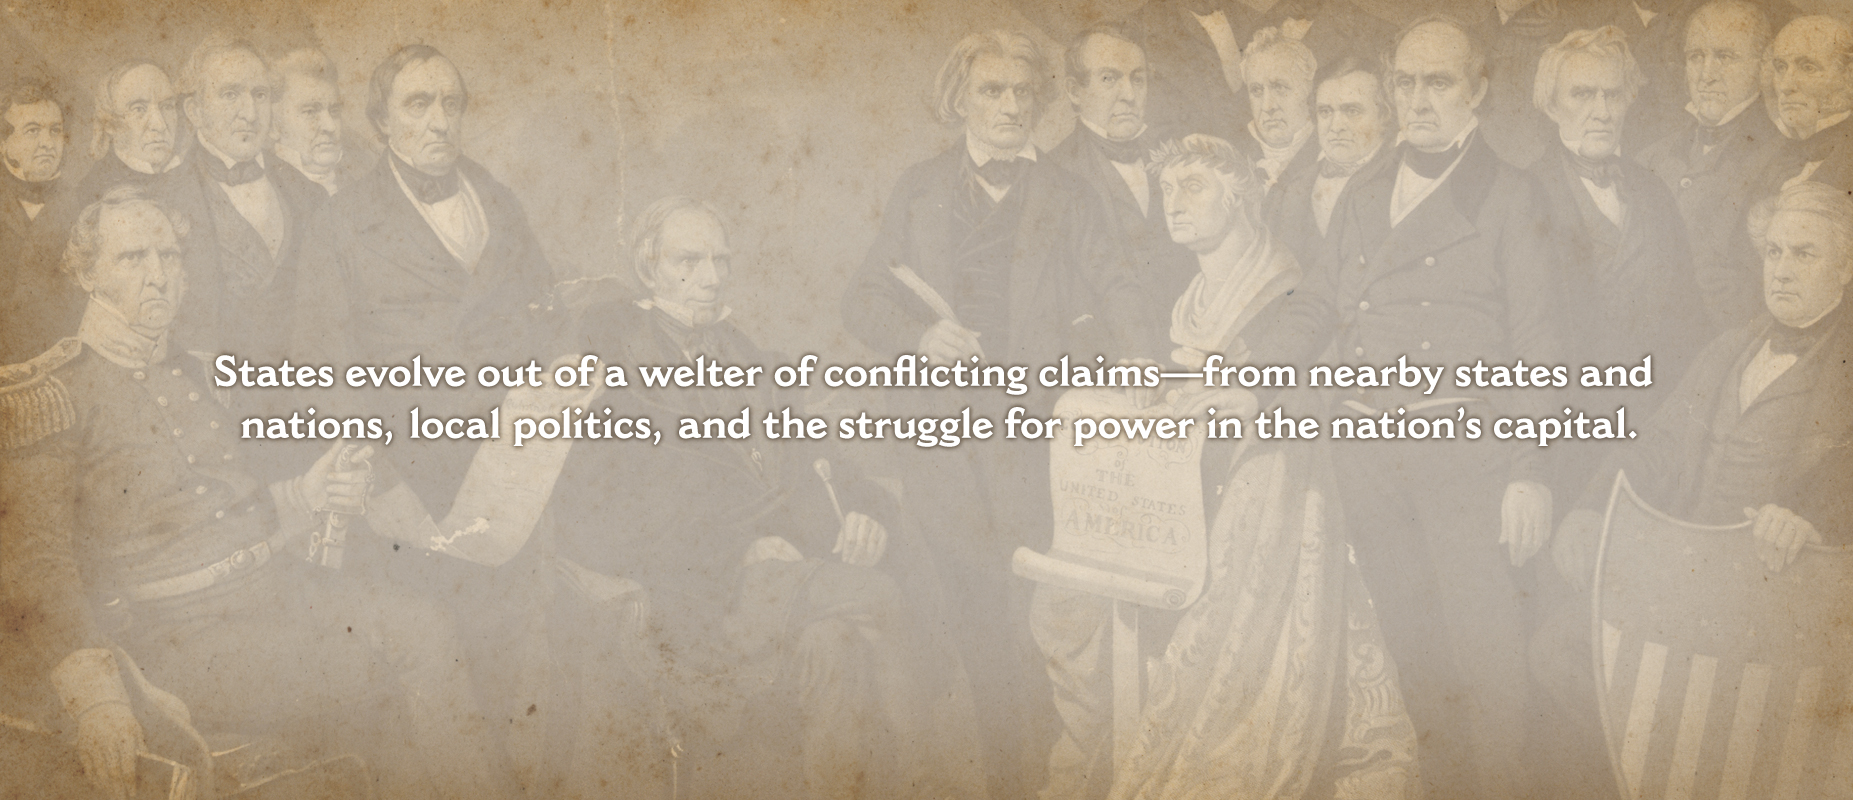 States evolve out of a welter of conflicting claims—from nearby states and
nations, local politics, and the struggle for power in the nation’s capital.
THE
UNITED STATES
AMERICA